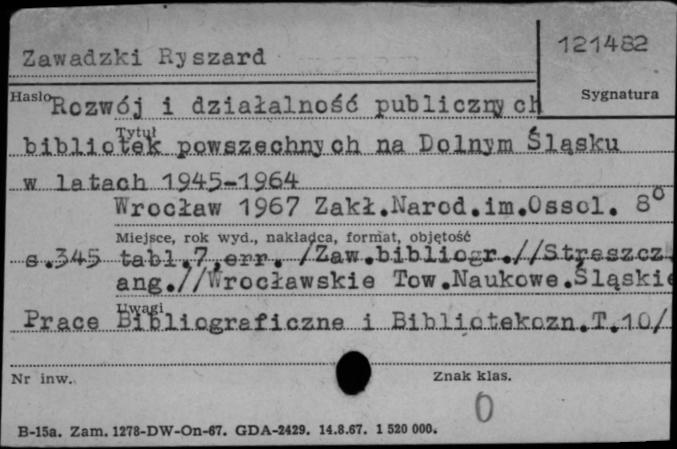 Zawadzki Ryszard
121482
Hasło
Sygnatura
Rozwój i działalność publicznych
Tytuł
bibliotek powszechnych na Dolnym Śląsku
w latach 1945-1964
Wrocław 1967 Zakł.Narod.im.Ossol. 8°
Miejsce, rok wyd., nakładca, format, objętość
s.345 tabl.7,err. /Zaw.bibliogr.//Streszcz
ang.//Wrocławskie Tow.Naukowe.Śląskie
Uwagi
Prace Bibliograficzne i Bibliotekozn.T.10/
Nr inw.
Znak klas.
0
B-15a. Zam. 1278-DW-On-67. GDA-2429. 14.8.67. 1 520 000.